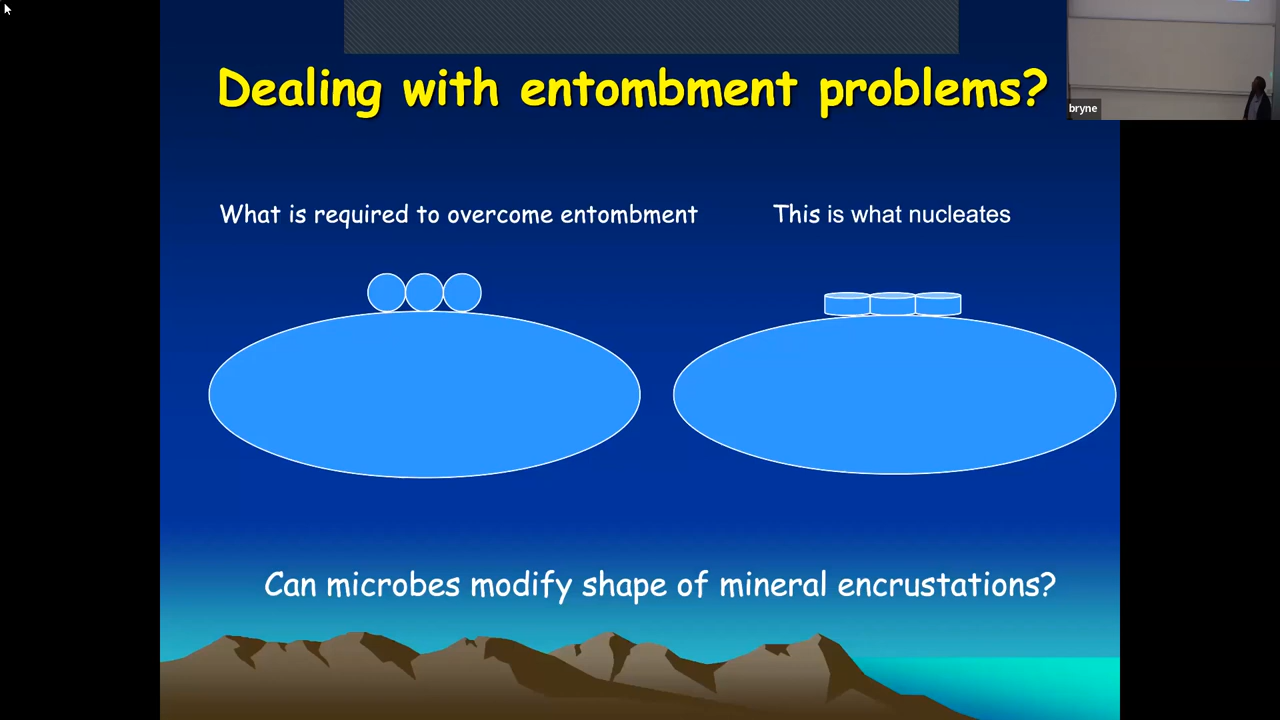 Dealing with entombment problems?
bryne
What is required to overcome entombment
This is what nucleates
Can microbes modify shape of mineral encrustations?